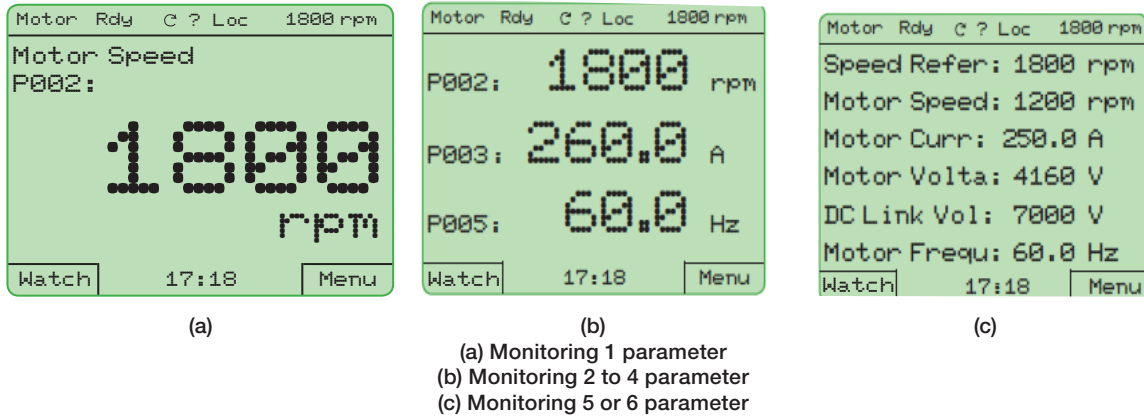 Motor Rdy C ? Loc 1800 rpm
Motor Speed
P002:
1800
rpm
Watch 17:18 Menu
(a)
Motor Rdy C ? Loc 1800 rpm
P002: 1800 rpm
P003: 260.0 A
P005: 60.0 Hz
Watch 17:18 Menu
(b)
Motor Rdy C ? Loc 1800 rpm
Speed Refer: 1800 rpm
Motor Speed: 1200 rpm
Motor Curr: 250.0 A
Motor Volta: 4160 V
DC Link Vol: 7000 V
Motor Frequ: 60.0 Hz
Watch 17:18 Menu
(c)
(a) Monitoring 1 parameter
(b) Monitoring 2 to 4 parameter
(c) Monitoring 5 or 6 parameter